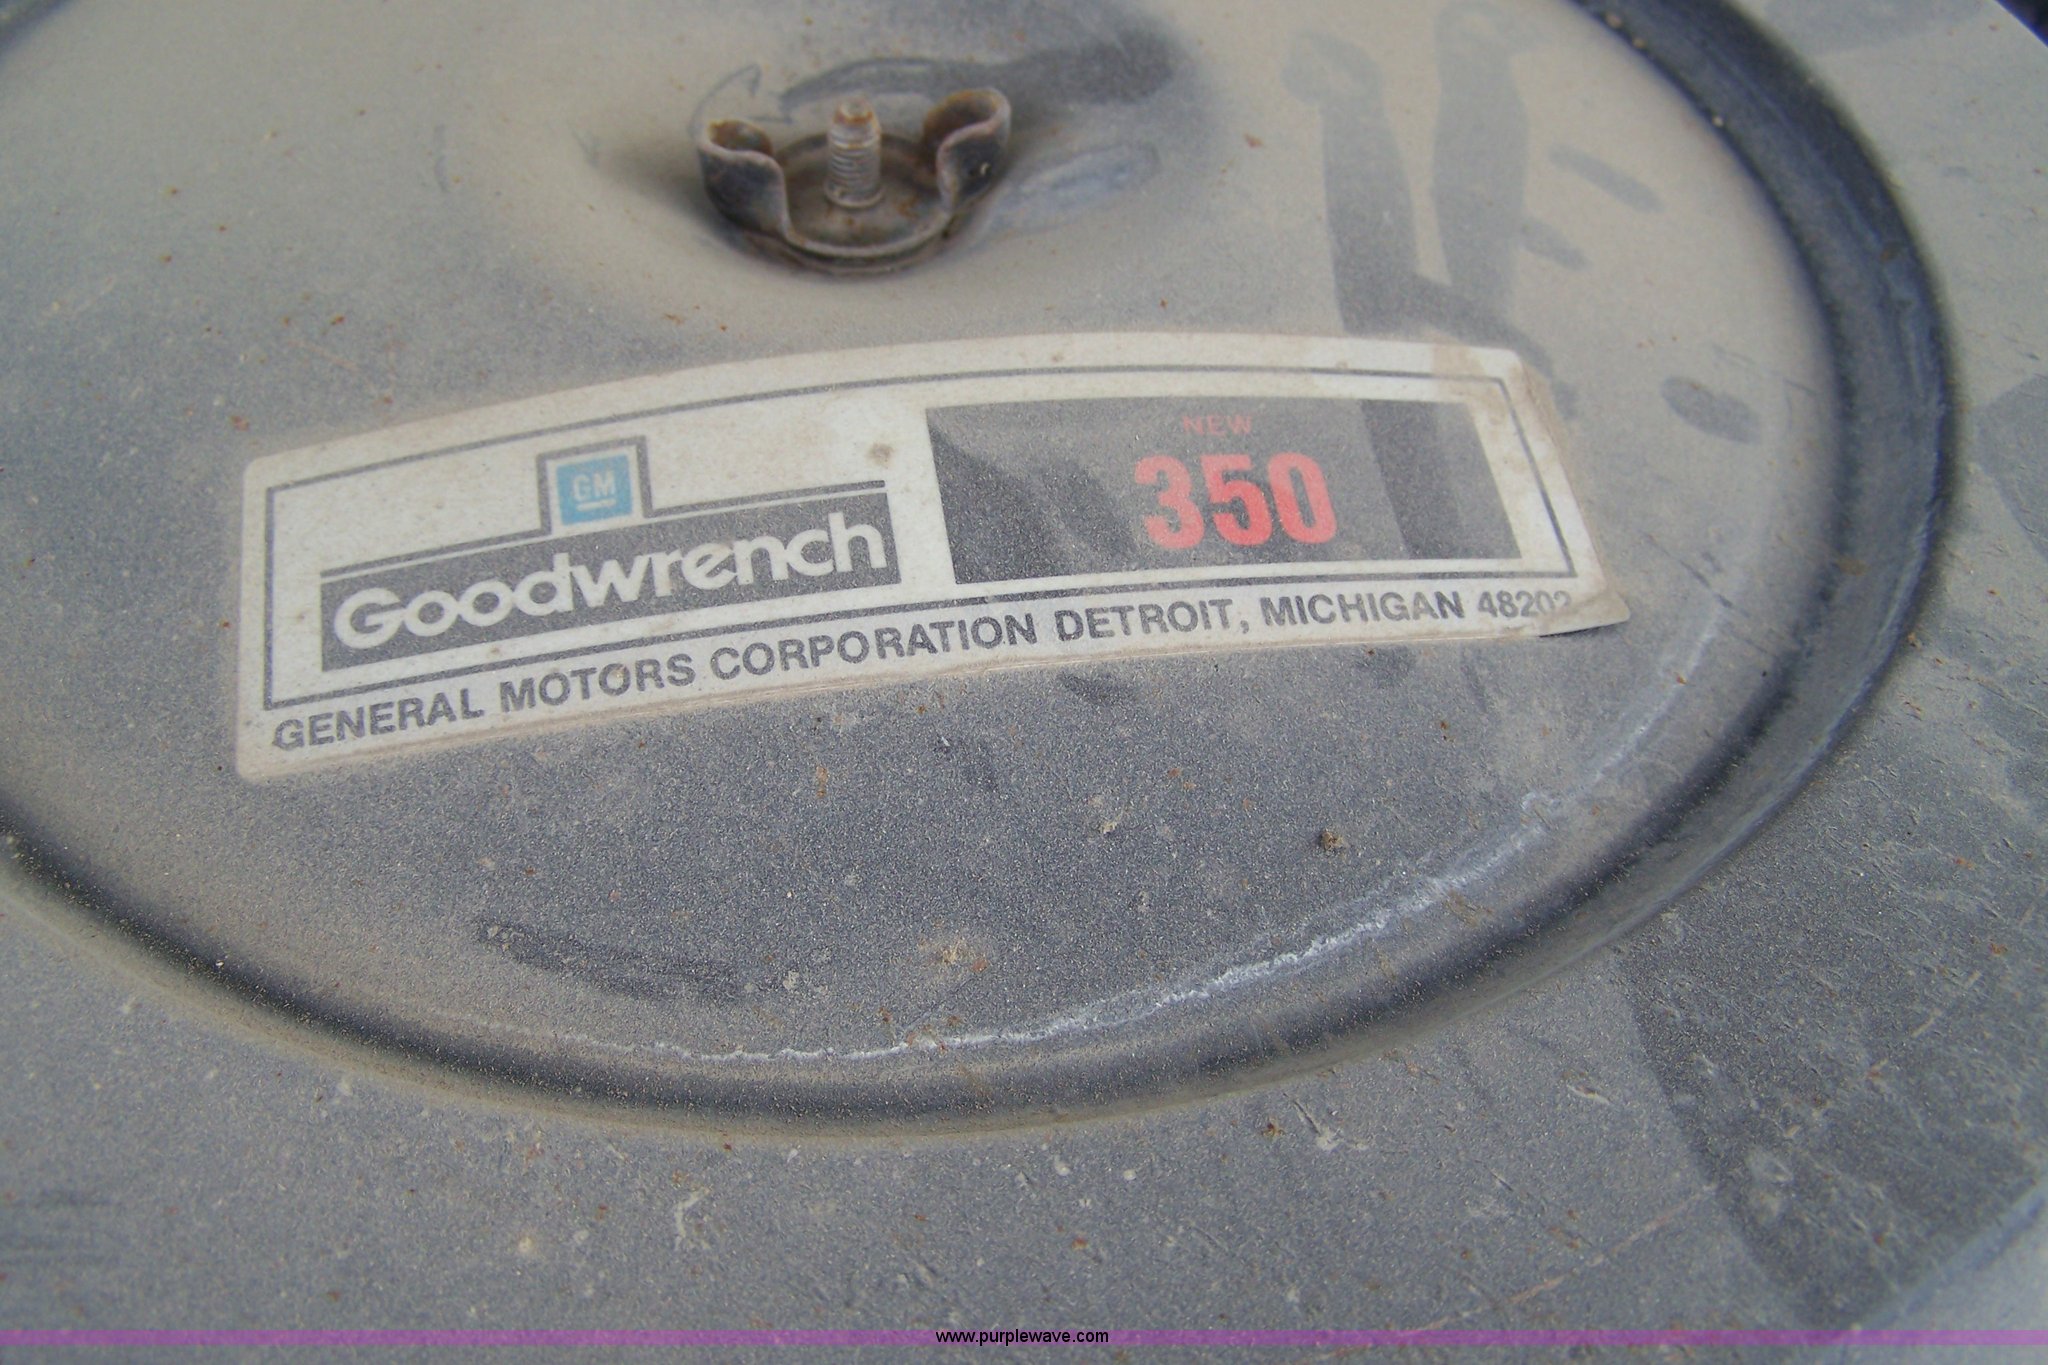 NEW
350
GM
Goodwrench
GENERAL MOTORS CORPORATION DETROIT, MICHIGAN 48202
www.purplewave.com